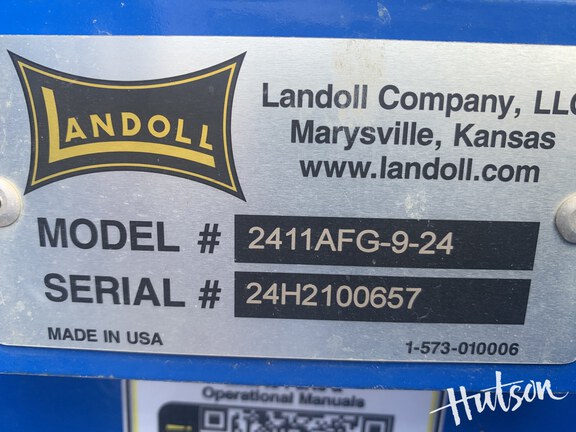 LANDOLL
Landoll Company, LLC
Marysville, Kansas
www.landoll.com
MODEL # 2411AFG-9-24
SERIAL # 24H2100657
MADE IN USA
1-573-010006
Operational Manuals
Hutson